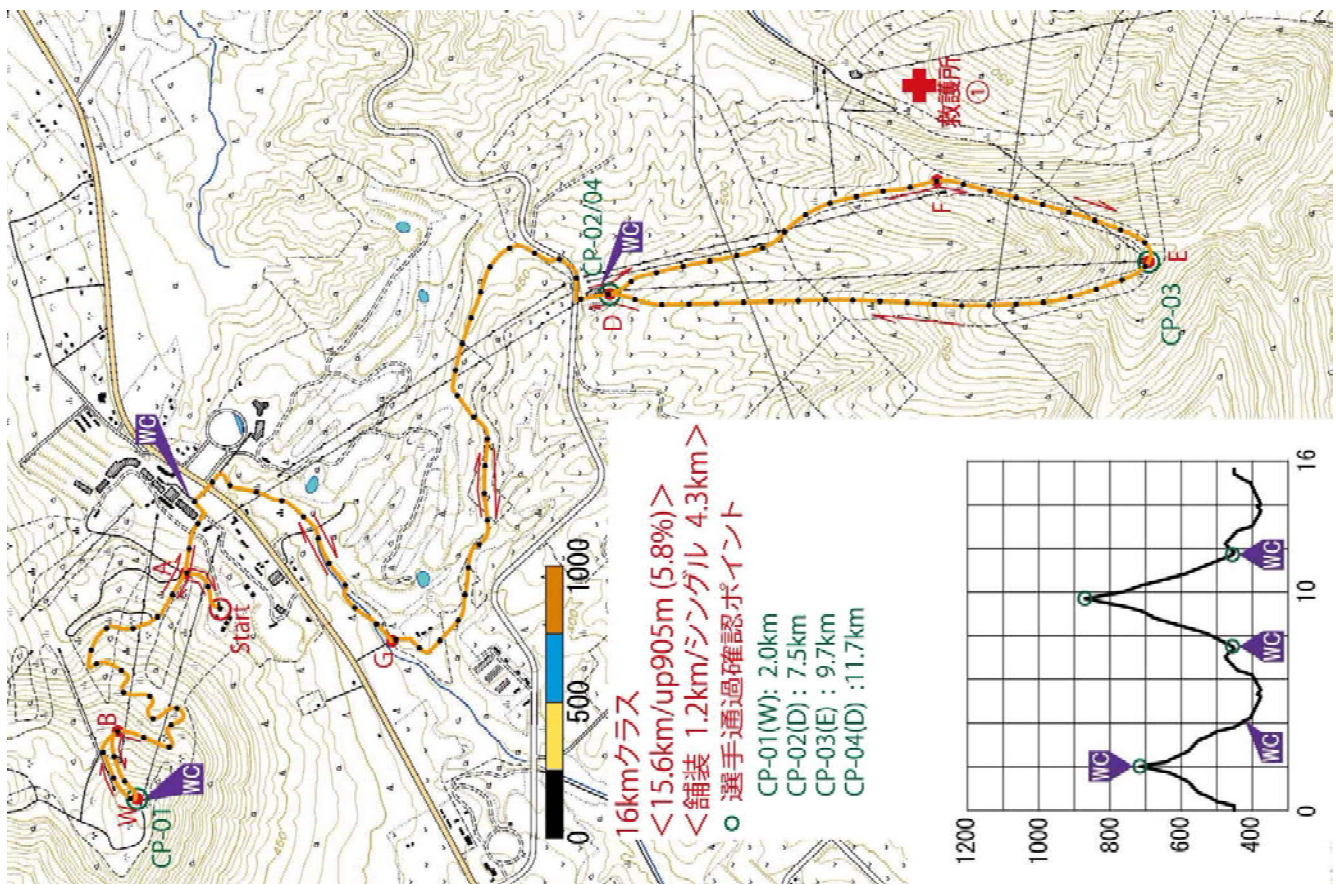 WC
A
Start
B
W
CP-01
WC
G
CP-02/04
WC
D
救護所
①
F
E
CP-03
0
500
1000
16kmクラス
＜15.6km/up905m (5.8%)＞
＜舗装 1.2km/シングル 4.3km＞
○ 選手通過確認ポイント
CP-01(W): 2.0km
CP-02(D) : 7.5km
CP-03(E) : 9.7km
CP-04(D) :11.7km
1200
1000
800
600
400
0
10
16
WC
WC
WC
WC